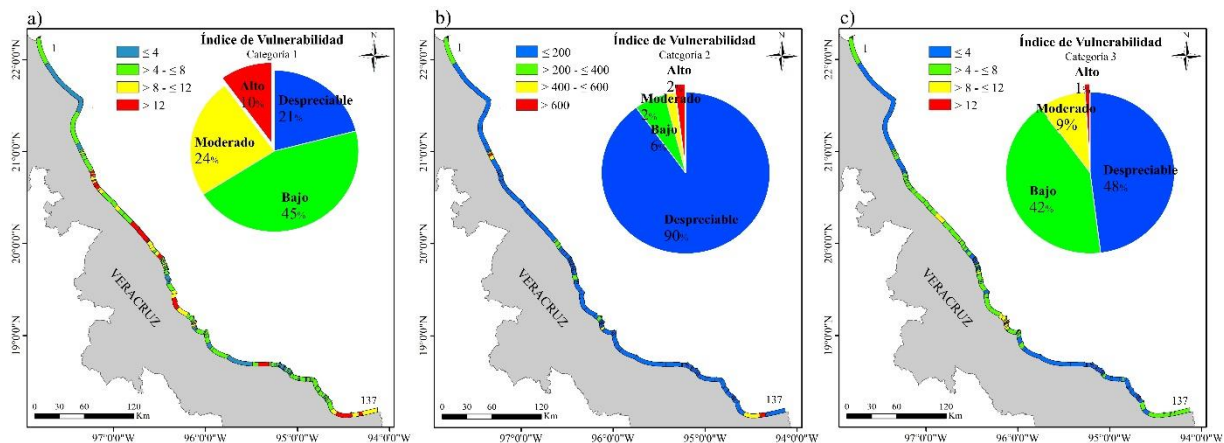 a)
1
Índice de Vulnerabilidad
Categoría 1
N
≤ 4
> 4 - ≤ 8
> 8 - ≤ 12
> 12
Alto
10%
Despreciable
21%
Moderado
24%
Bajo
45%
VERACRUZ
137
0 30 60 120
Km
22°0'0"N
21°0'0"N
20°0'0"N
19°0'0"N
97°0'0"W
96°0'0"W
95°0'0"W
94°0'0"W
b)
1
Índice de Vulnerabilidad
Categoría 2
N
≤ 200
> 200 - ≤ 400
> 400 - ≤ 600
> 600
Alto
2%
Moderado
2%
Bajo
6%
Despreciable
90%
VERACRUZ
137
0 30 60 120
Km
22°0'0"N
21°0'0"N
20°0'0"N
19°0'0"N
97°0'0"W
96°0'0"W
95°0'0"W
94°0'0"W
c)
1
Índice de Vulnerabilidad
Categoría 3
N
≤ 4
> 4 - ≤ 8
> 8 - ≤ 12
> 12
Alto
1%
Moderado
9%
Despreciable
48%
Bajo
42%
VERACRUZ
137
0 30 60 120
Km
22°0'0"N
21°0'0"N
20°0'0"N
19°0'0"N
97°0'0"W
96°0'0"W
95°0'0"W
94°0'0"W